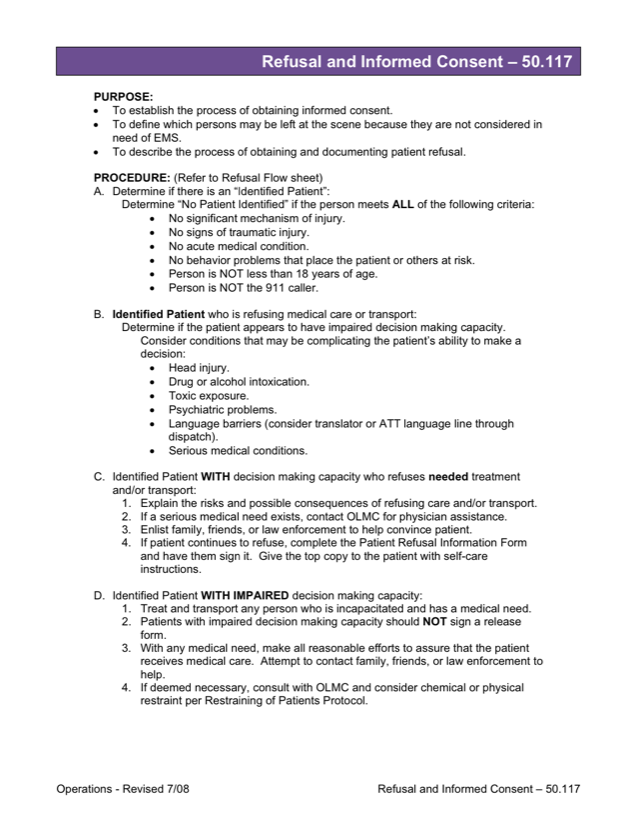 Refusal and Informed Consent – 50.117
PURPOSE:
• To establish the process of obtaining informed consent.
• To define which persons may be left at the scene because they are not considered in
need of EMS.
• To describe the process of obtaining and documenting patient refusal.
PROCEDURE: (Refer to Refusal Flow sheet)
A. Determine if there is an “Identified Patient”:
Determine “No Patient Identified” if the person meets ALL of the following criteria:
• No significant mechanism of injury.
• No signs of traumatic injury.
• No acute medical condition.
• No behavior problems that place the patient or others at risk.
• Person is NOT less than 18 years of age.
• Person is NOT the 911 caller.
B. Identified Patient who is refusing medical care or transport:
Determine if the patient appears to have impaired decision making capacity.
Consider conditions that may be complicating the patient’s ability to make a
decision:
• Head injury.
• Drug or alcohol intoxication.
• Toxic exposure.
• Psychiatric problems.
• Language barriers (consider translator or ATT language line through
dispatch).
• Serious medical conditions.
C. Identified Patient WITH decision making capacity who refuses needed treatment
and/or transport:
1. Explain the risks and possible consequences of refusing care and/or transport.
2. If a serious medical need exists, contact OLMC for physician assistance.
3. Enlist family, friends, or law enforcement to help convince patient.
4. If patient continues to refuse, complete the Patient Refusal Information Form
and have them sign it. Give the top copy to the patient with self-care
instructions.
D. Identified Patient WITH IMPAIRED decision making capacity:
1. Treat and transport any person who is incapacitated and has a medical need.
2. Patients with impaired decision making capacity should NOT sign a release
form.
3. With any medical need, make all reasonable efforts to assure that the patient
receives medical care. Attempt to contact family, friends, or law enforcement to
help.
4. If deemed necessary, consult with OLMC and consider chemical or physical
restraint per Restraining of Patients Protocol.
Operations - Revised 7/08
Refusal and Informed Consent – 50.117